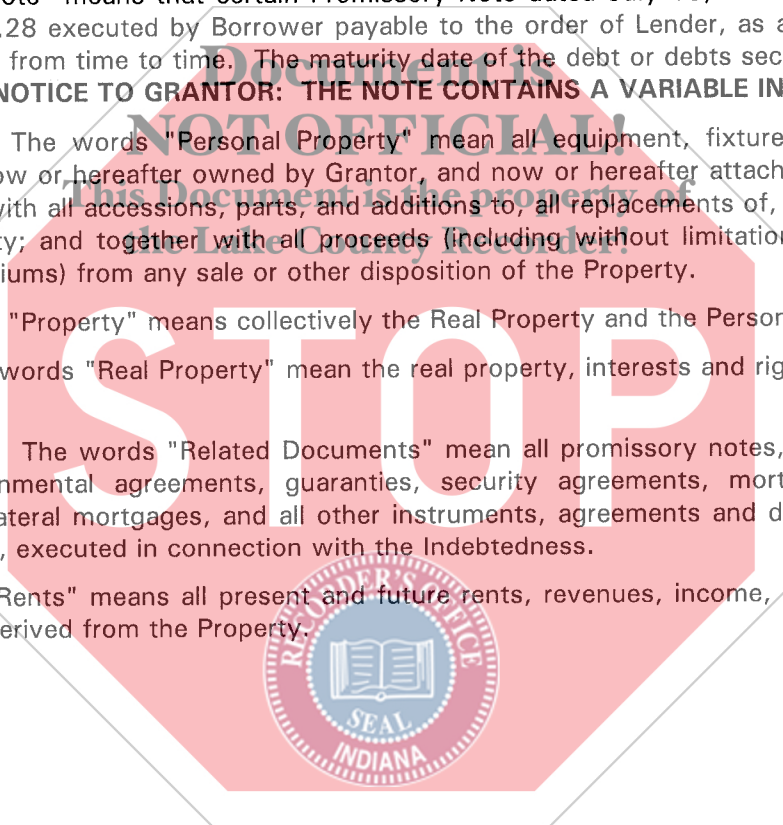 means that certain Promissory Note dated July
.28 executed by Borrower payable to the order of Lender, as a
from time to time. The maturity date of the debt or debts sec
NOTICE TO GRANTOR: THE NOTE CONTAINS A VARIABLE IN
The words "Personal Property" mean all equipment, fixture
ow or hereafter owned by Grantor, and now or hereafter attach
with all accessions, parts, and additions to, all replacements of,
ty; and together with all proceeds (including without limitation
iums) from any sale or other disposition of the Property.
"Property" means collectively the Real Property and the Person
words "Real Property" mean the real property, interests and rig
The words "Related Documents" mean all promissory notes,
nmental agreements, guaranties, security agreements, mort
ateral mortgages, and all other instruments, agreements and d
, executed in connection with the Indebtedness.
Rents" means all present and future rents, revenues, income,
erived from the Property.
Document is
NOT OFFICIAL!
This Document is the property of
the Lake County Recorder!
STOP
RECORDER'S OFFICE
SEAL
INDIANA